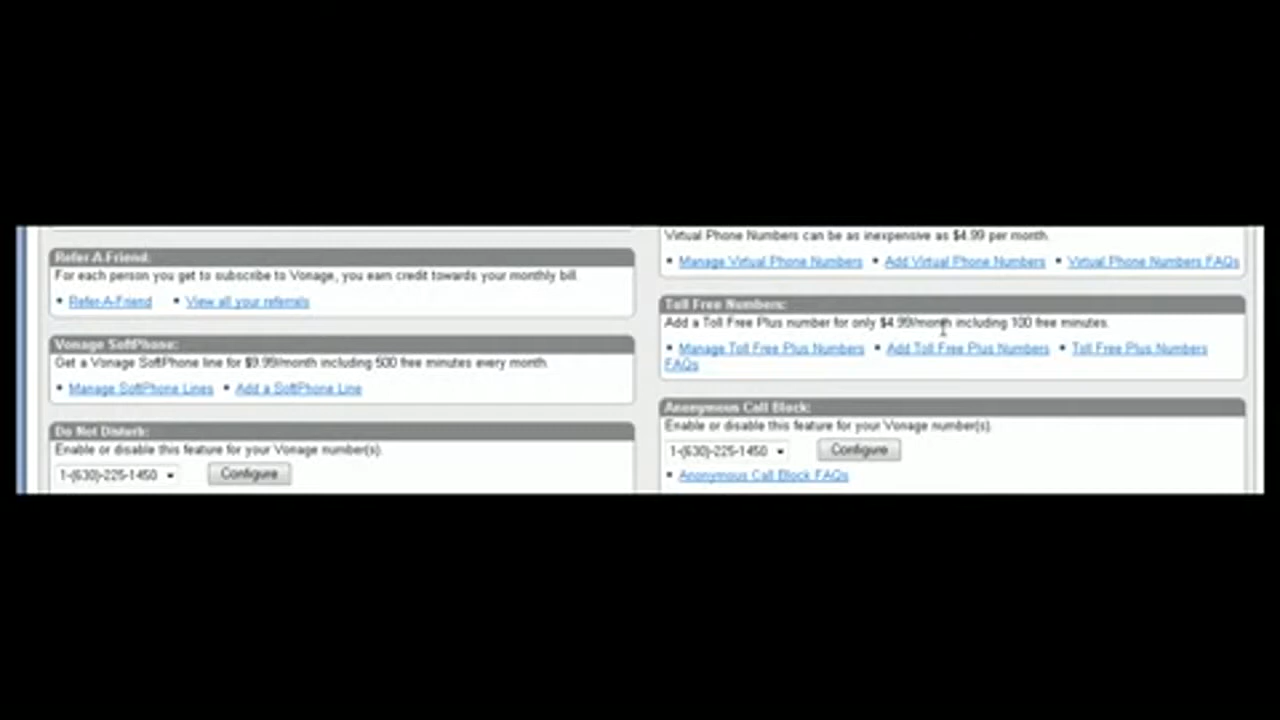 Refer A Friend:
For each person you get to subscribe to Vonage, you earn credit towards your monthly bill.
• Refer-A-Friend • View all your referrals
Vonage SoftPhone:
Get a Vonage SoftPhone line for $9.99/month including 500 free minutes every month.
• Manage SoftPhone Lines • Add a SoftPhone Line
Do Not Disturb:
Enable or disable this feature for your Vonage number(s).
1-(630)-225-1450 Configure
Virtual Phone Numbers can be as inexpensive as $4.99 per month.
• Manage Virtual Phone Numbers • Add Virtual Phone Numbers • Virtual Phone Numbers FAQs
Toll Free Numbers:
Add a Toll Free Plus number for only $4.99/month including 100 free minutes.
• Manage Toll Free Plus Numbers • Add Toll Free Plus Numbers • Toll Free Plus Numbers
FAQs
Anonymous Call Block:
Enable or disable this feature for your Vonage number(s).
1-(630)-225-1450 Configure
• Anonymous Call Block FAQs